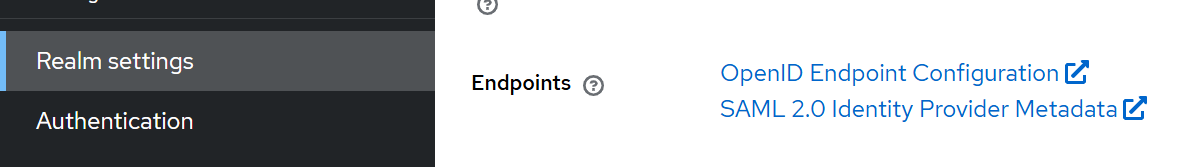 Realm settings
Authentication
Endpoints
OpenID Endpoint Configuration
SAML 2.0 Identity Provider Metadata